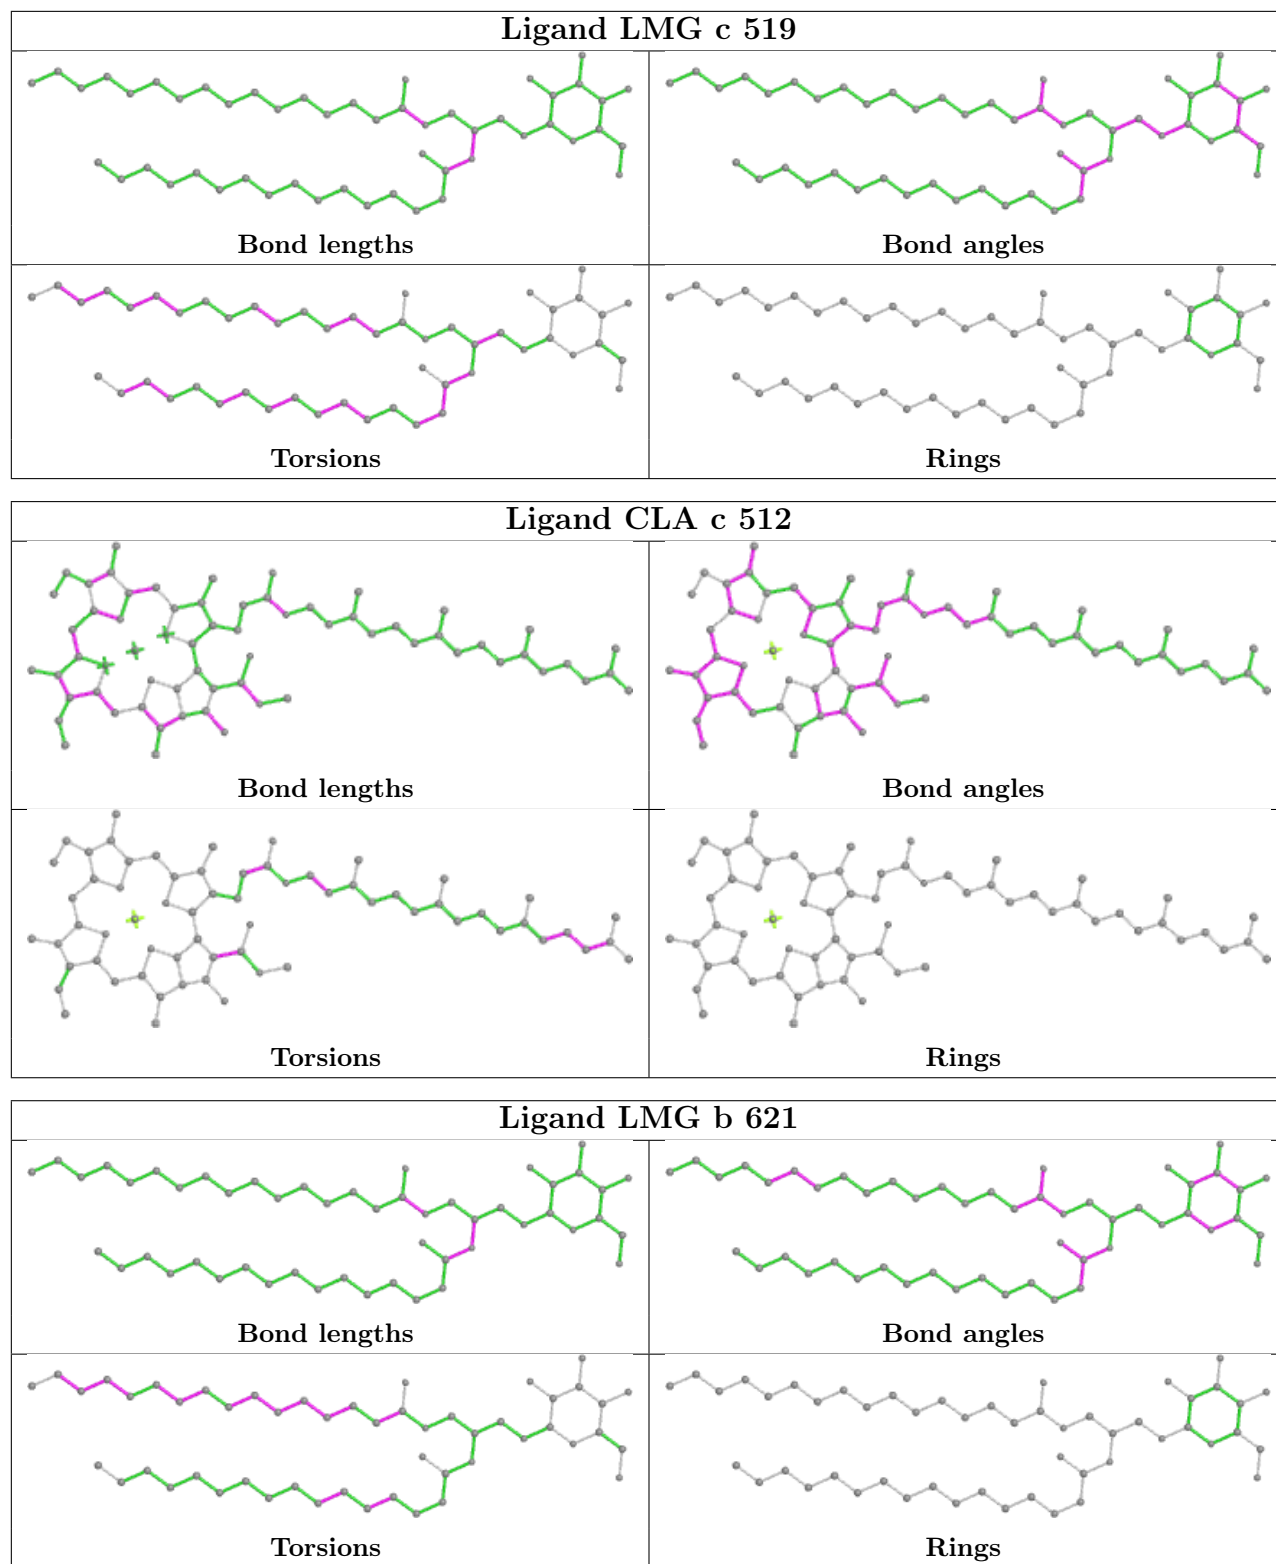 Ligand LMG c 519
Bond lengths
Bond angles
Torsions
Rings
Ligand CLA c 512
Bond lengths
Bond angles
Torsions
Rings
Ligand LMG b 621
Bond lengths
Bond angles
Torsions
Rings